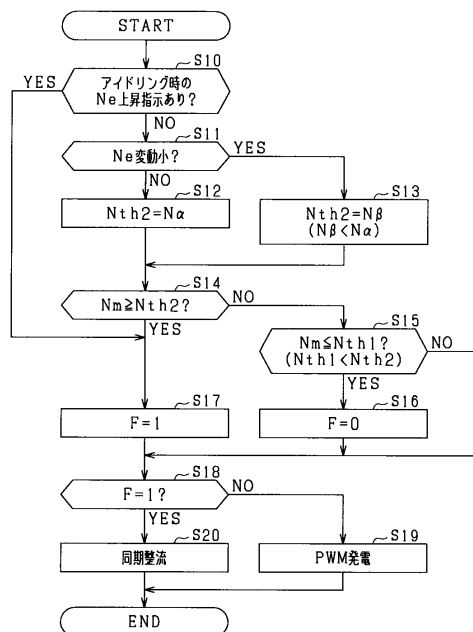 START
S10
YES
アイドリング時の
Ne上昇指示あり?
NO
S11
Ne変動小?
YES
NO
S12
Nth2=Nα
S13
Nth2=Nβ
(Nβ<Nα)
S14
Nm≧Nth2?
NO
YES
S15
Nm≦Nth1?
(Nth1<Nth2)
NO
YES
S17
F=1
S16
F=0
S18
F=1?
NO
YES
S20
同期整流
S19
PWM発電
END